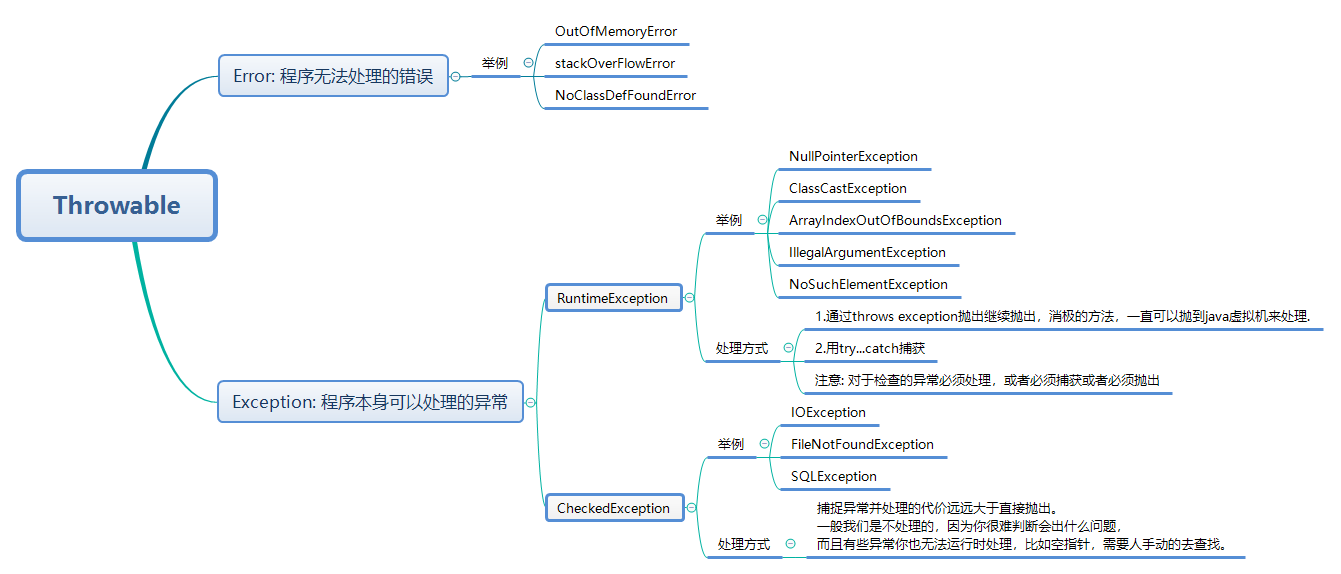 Throwable
Error: 程序无法处理的错误
举例
OutOfMemoryError
stackOverFlowError
NoClassDefFoundError
Exception: 程序本身可以处理的异常
RuntimeException
举例
NullPointerException
ClassCastException
ArrayIndexOutOfBoundsException
IllegalArgumentException
NoSuchElementException
处理方式
1.通过throws exception抛出继续抛出，消极的方法，一直可以抛到java虚拟机来处理.
2.用try...catch捕获
注意: 对于检查的异常必须处理，或者必须捕获或者必须抛出
CheckedException
举例
IOException
FileNotFoundException
SQLException
处理方式
捕捉异常并处理的代价远远大于直接抛出。
一般我们是不处理的，因为你很难判断会出什么问题，
而且有些异常你也无法运行时处理，比如空指针，需要人手动的去查找。